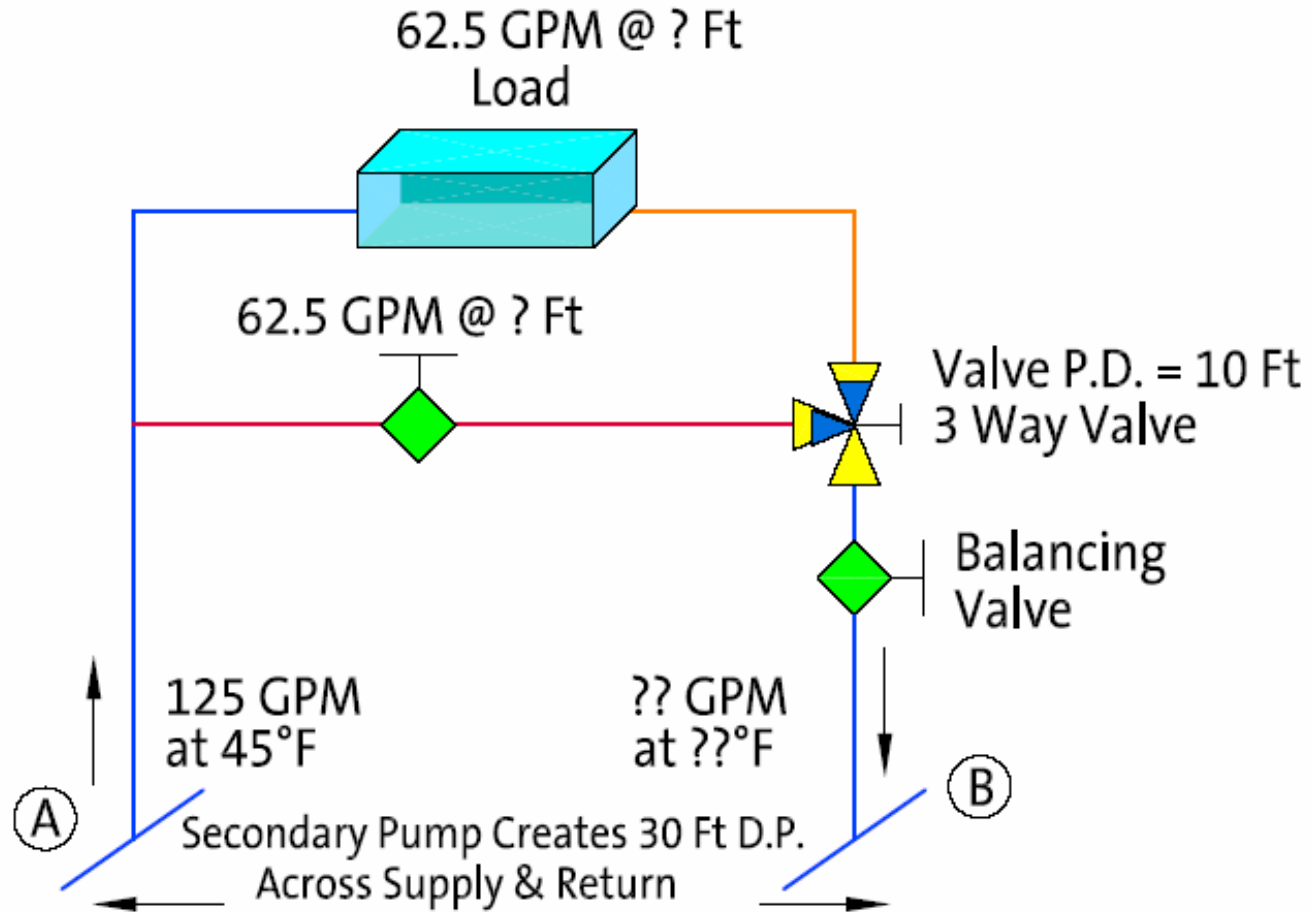 62.5 GPM @ ? Ft
Load
62.5 GPM @ ? Ft
Valve P.D. = 10 Ft
3 Way Valve
Balancing
Valve
125 GPM
at 45°F
?? GPM
at ??°F
A
B
Secondary Pump Creates 30 Ft D.P.
Across Supply & Return